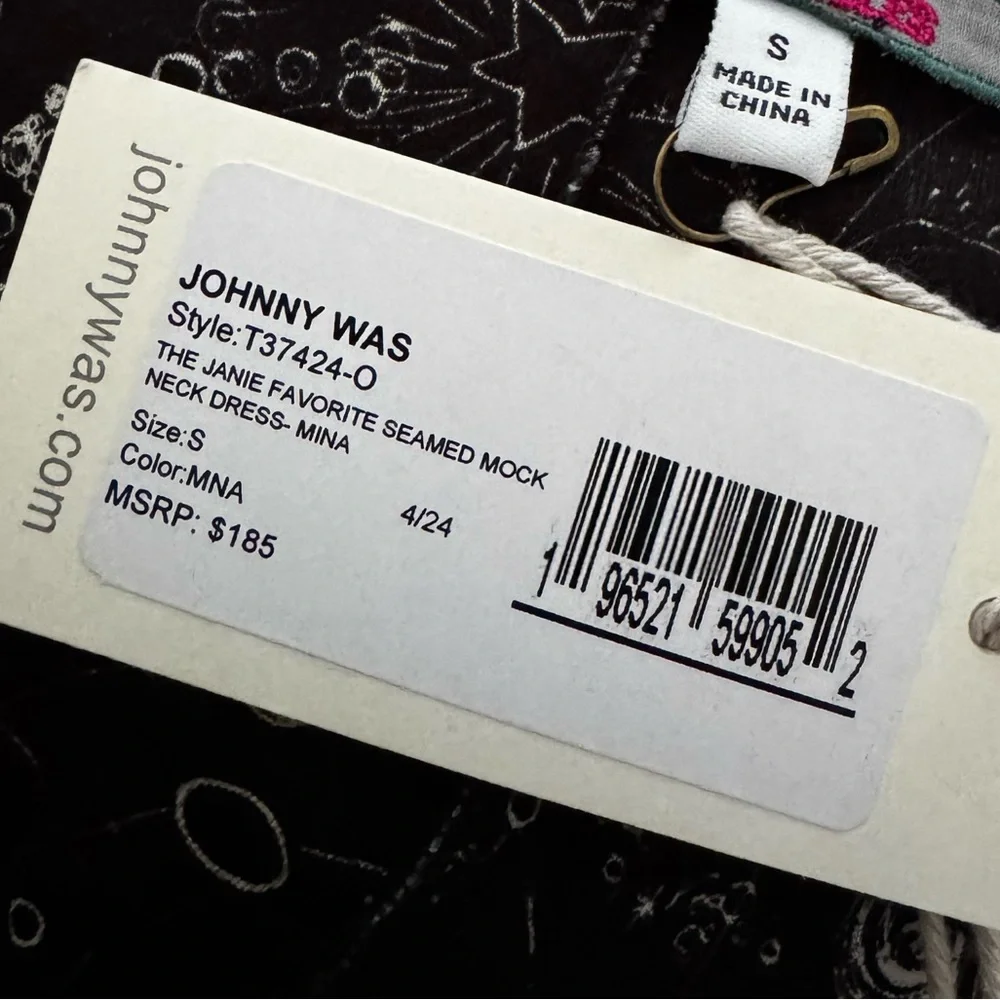 S
MADE IN
CHINA
johnnywas.com
JOHNNY WAS
Style:T37424-O
THE JANIE FAVORITE SEAMED MOCK
NECK DRESS- MINA
Size:S
Color:MNA
4/24
MSRP: $185
1 96521 59905 2